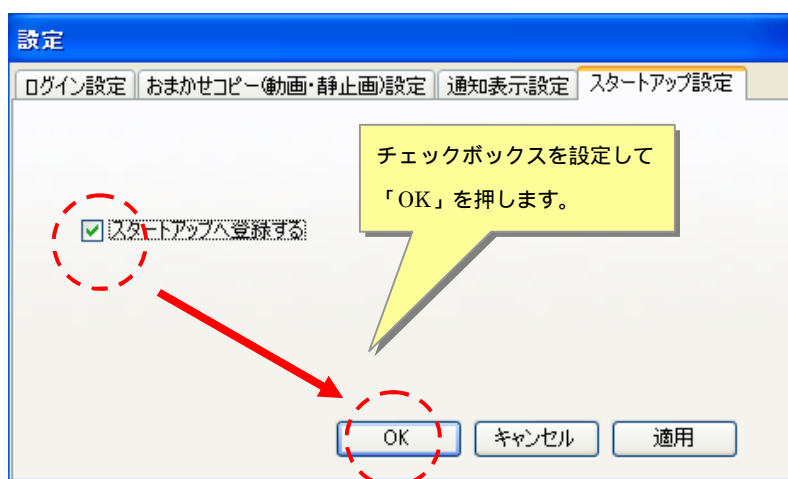 設定
ログイン設定 おまかせコピー(動画・静止画)設定 通知表示設定 スタートアップ設定
チェックボックスを設定して
「OK」を押します。
スタートアップへ登録する
OK キャンセル 適用